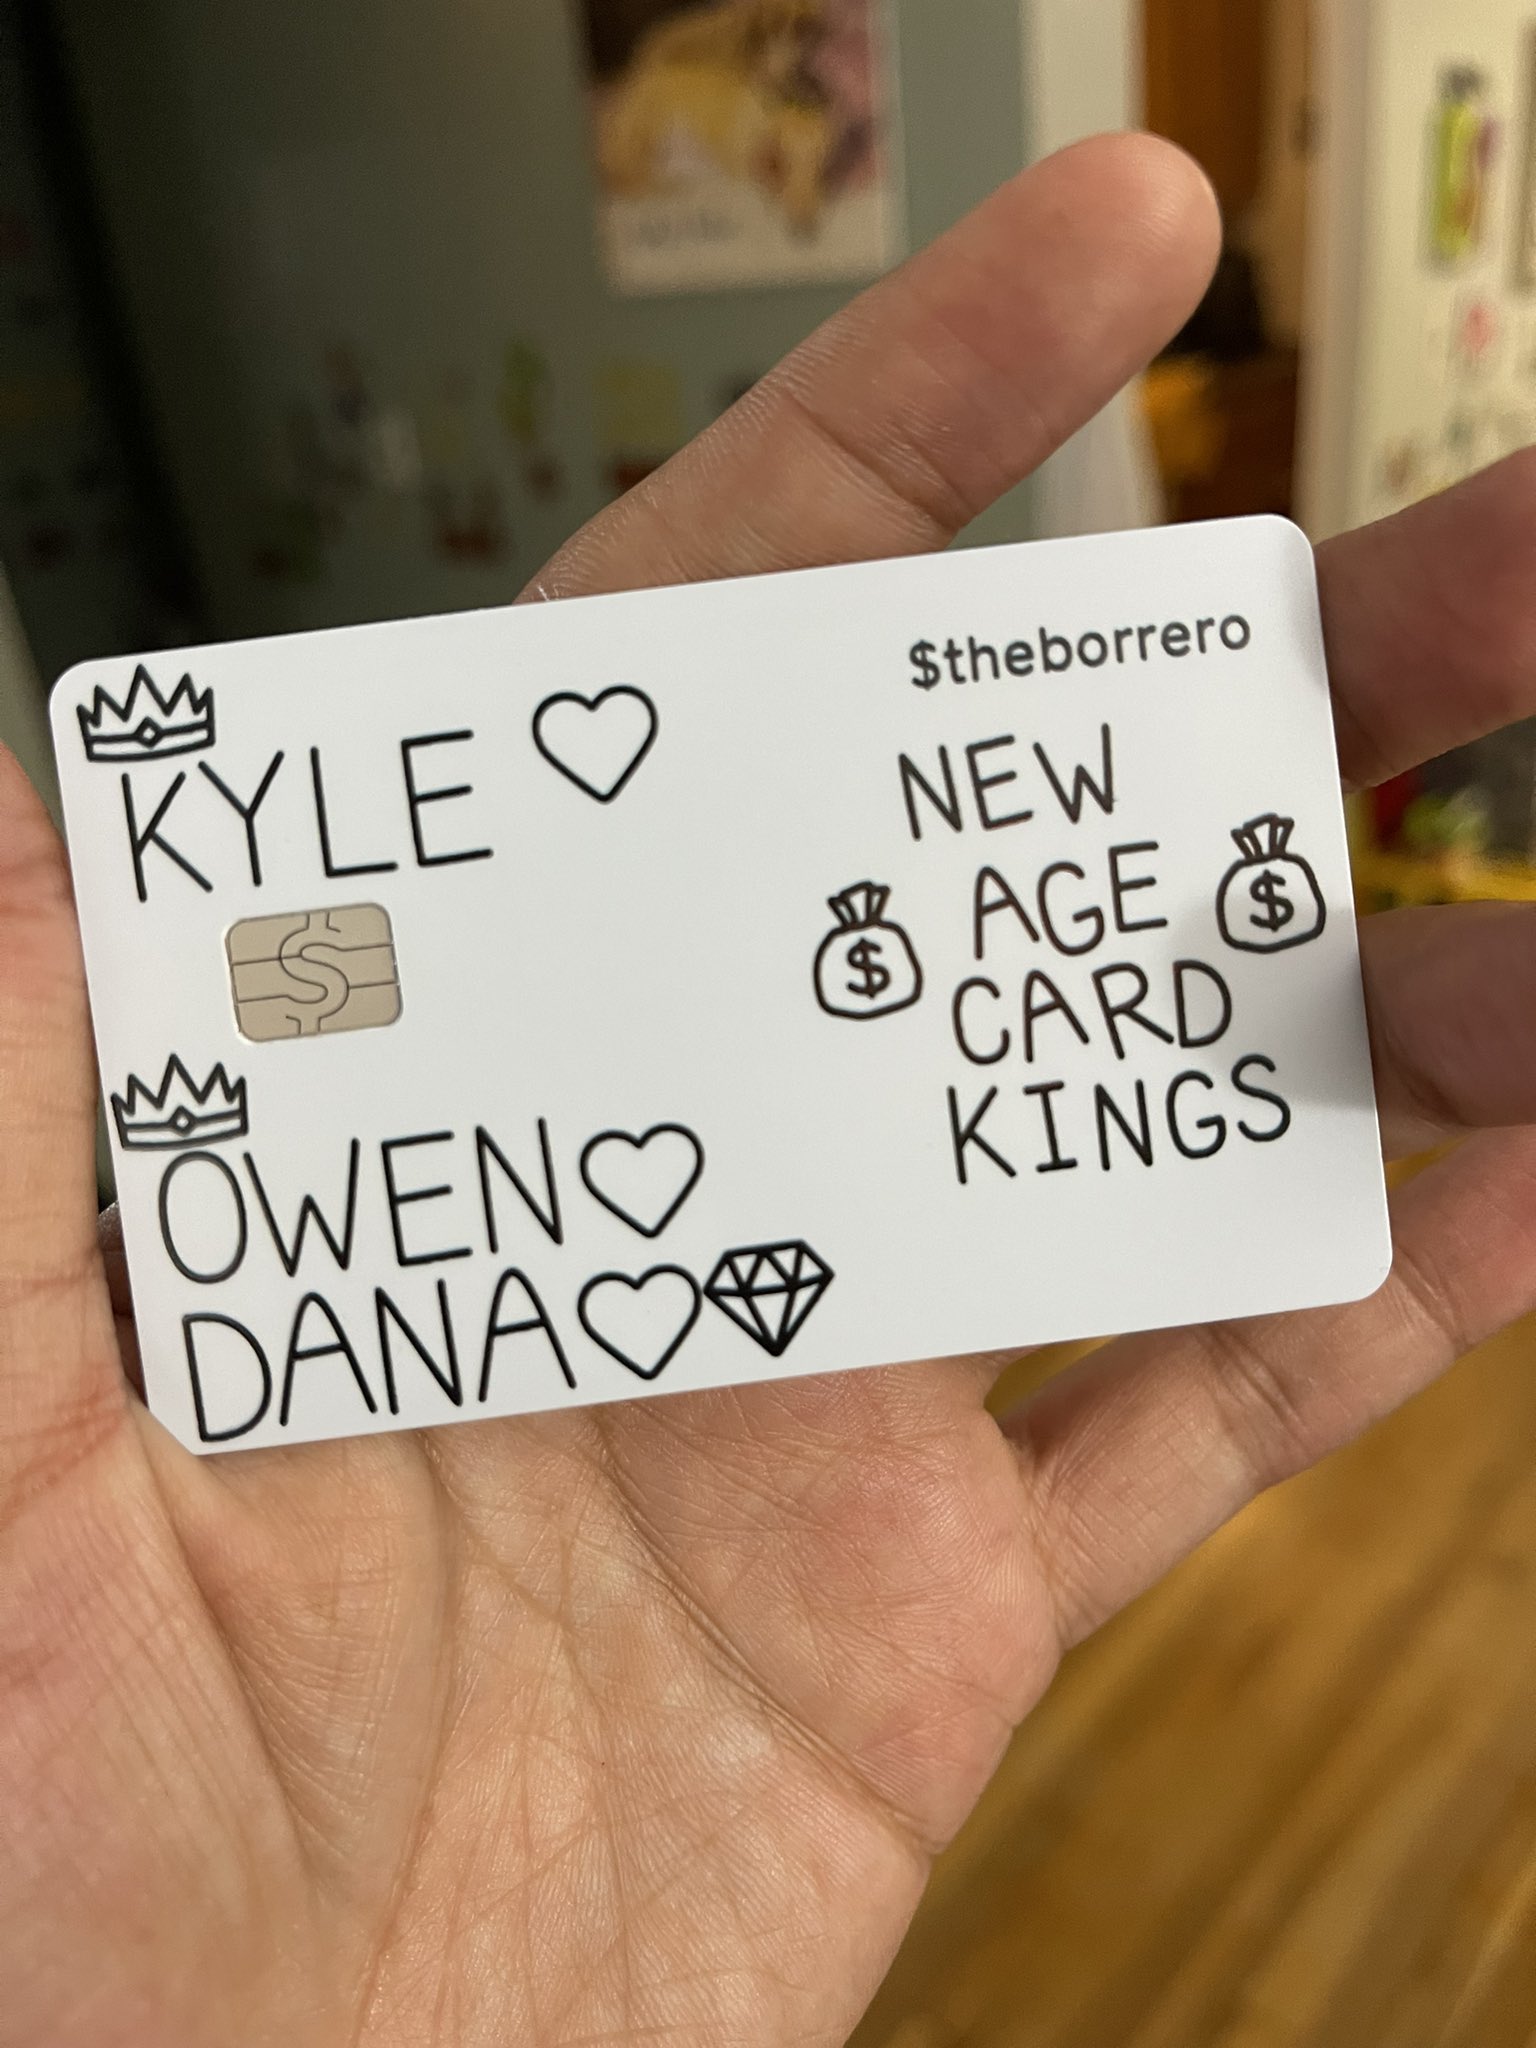 $theborrero
KYLE
NEW
AGE
CARD
KINGS
$
$
$
OWEN
DANA